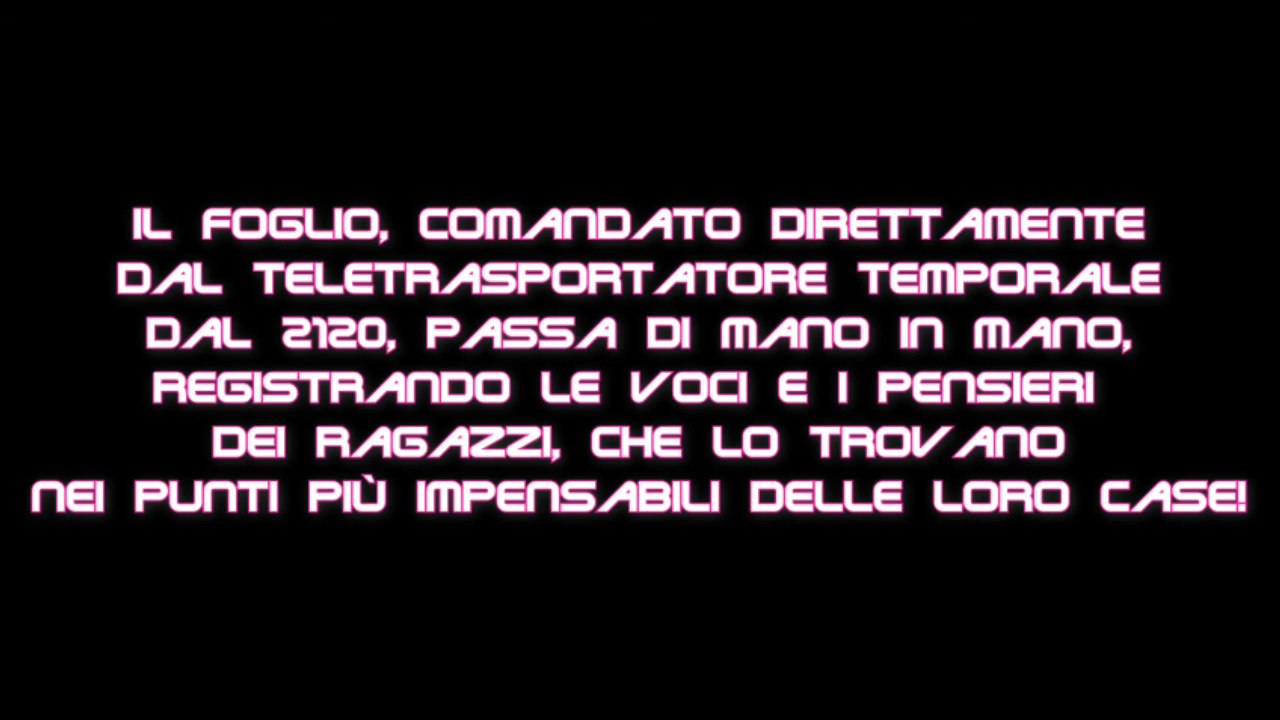 IL FOGLIO, COMANDATO DIRETTAMENTE
DAL TELETRASPORTATORE TEMPORALE
DAL 2120, PASSA DI MANO IN MANO,
REGISTRANDO LE VOCI E I PENSIERI
DEI RAGAZZI, CHE LO TROVANO
NEI PUNTI PIÙ IMPENSABILI DELLE LORO CASE!